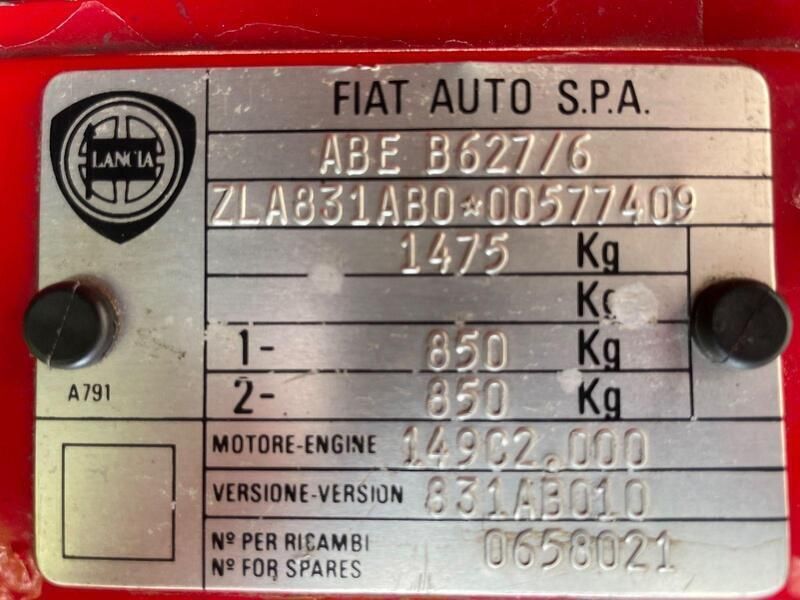 LANCIA
FIAT AUTO S.P.A.
ABE B627/6
ZLA831AB0*00577409
1475 Kg
Kg
1- 850 Kg
2- 850 Kg
A791
MOTORE-ENGINE 149C2.000
VERSIONE-VERSION 831AB010
Nº PER RICAMBI 0658021
Nº FOR SPARES